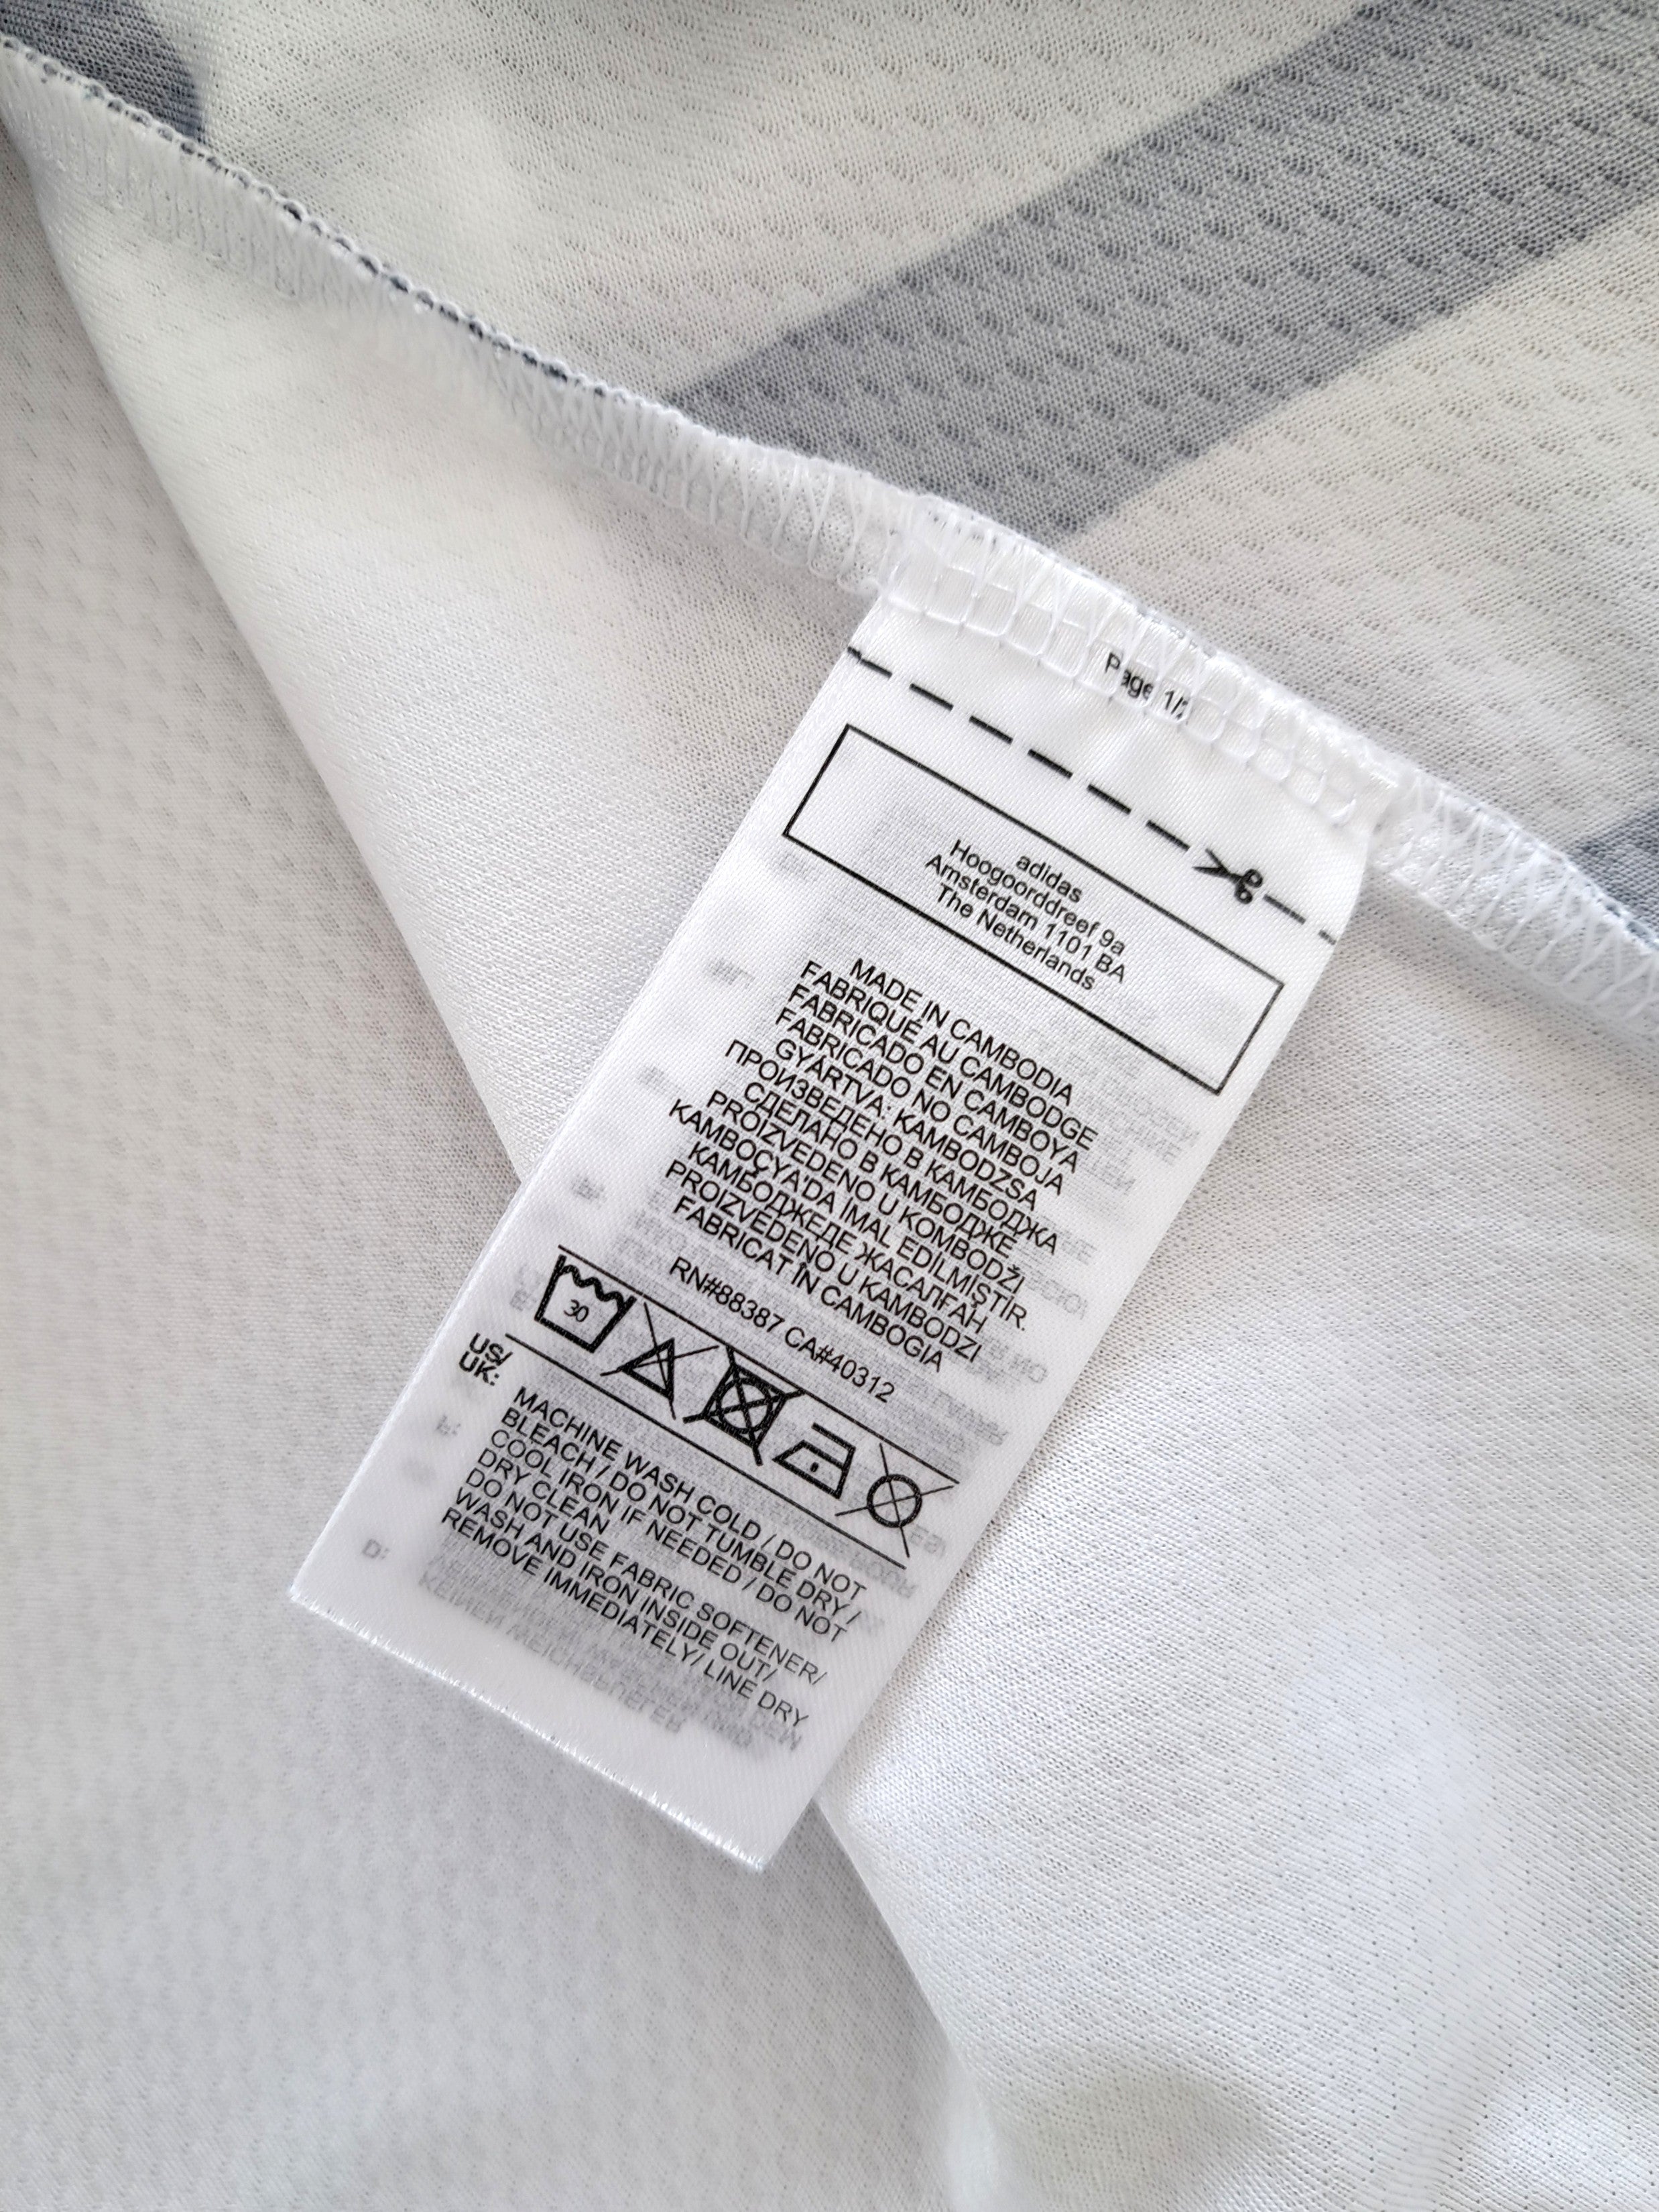 Page 1/2
adidas
Hoogoorddreef 9a
Amsterdam 1101 BA
The Netherlands
MADE IN CAMBODIA
FABRIQUÉ AU CAMBODGE
FABRICADO EN CAMBOYA
FABRICADO NO CAMBOJA
GYÁRTVA: KAMBODZSA
ПРОИЗВЕДЕНО В КАМБОДЖА
СДЕЛАНО В КАМБОДЖЕ
PROIZVEDENO U KOMBODŽI
KAMBOÇYA'DA İMAL EDİLMİŞTİR.
КАМБОДЖЕДЕ ЖАСАЛҒАН
PROIZVEDENO U KAMBODZI
FABRICAT ÎN CAMBOGIA
RN#88387 CA#40312
30
US/
UK:
MACHINE WASH COLD / DO NOT
BLEACH / DO NOT TUMBLE DRY /
COOL IRON IF NEEDED / DO NOT
DRY CLEAN
DO NOT USE FABRIC SOFTENER/
WASH AND IRON INSIDE OUT/
REMOVE IMMEDIATELY/ LINE DRY